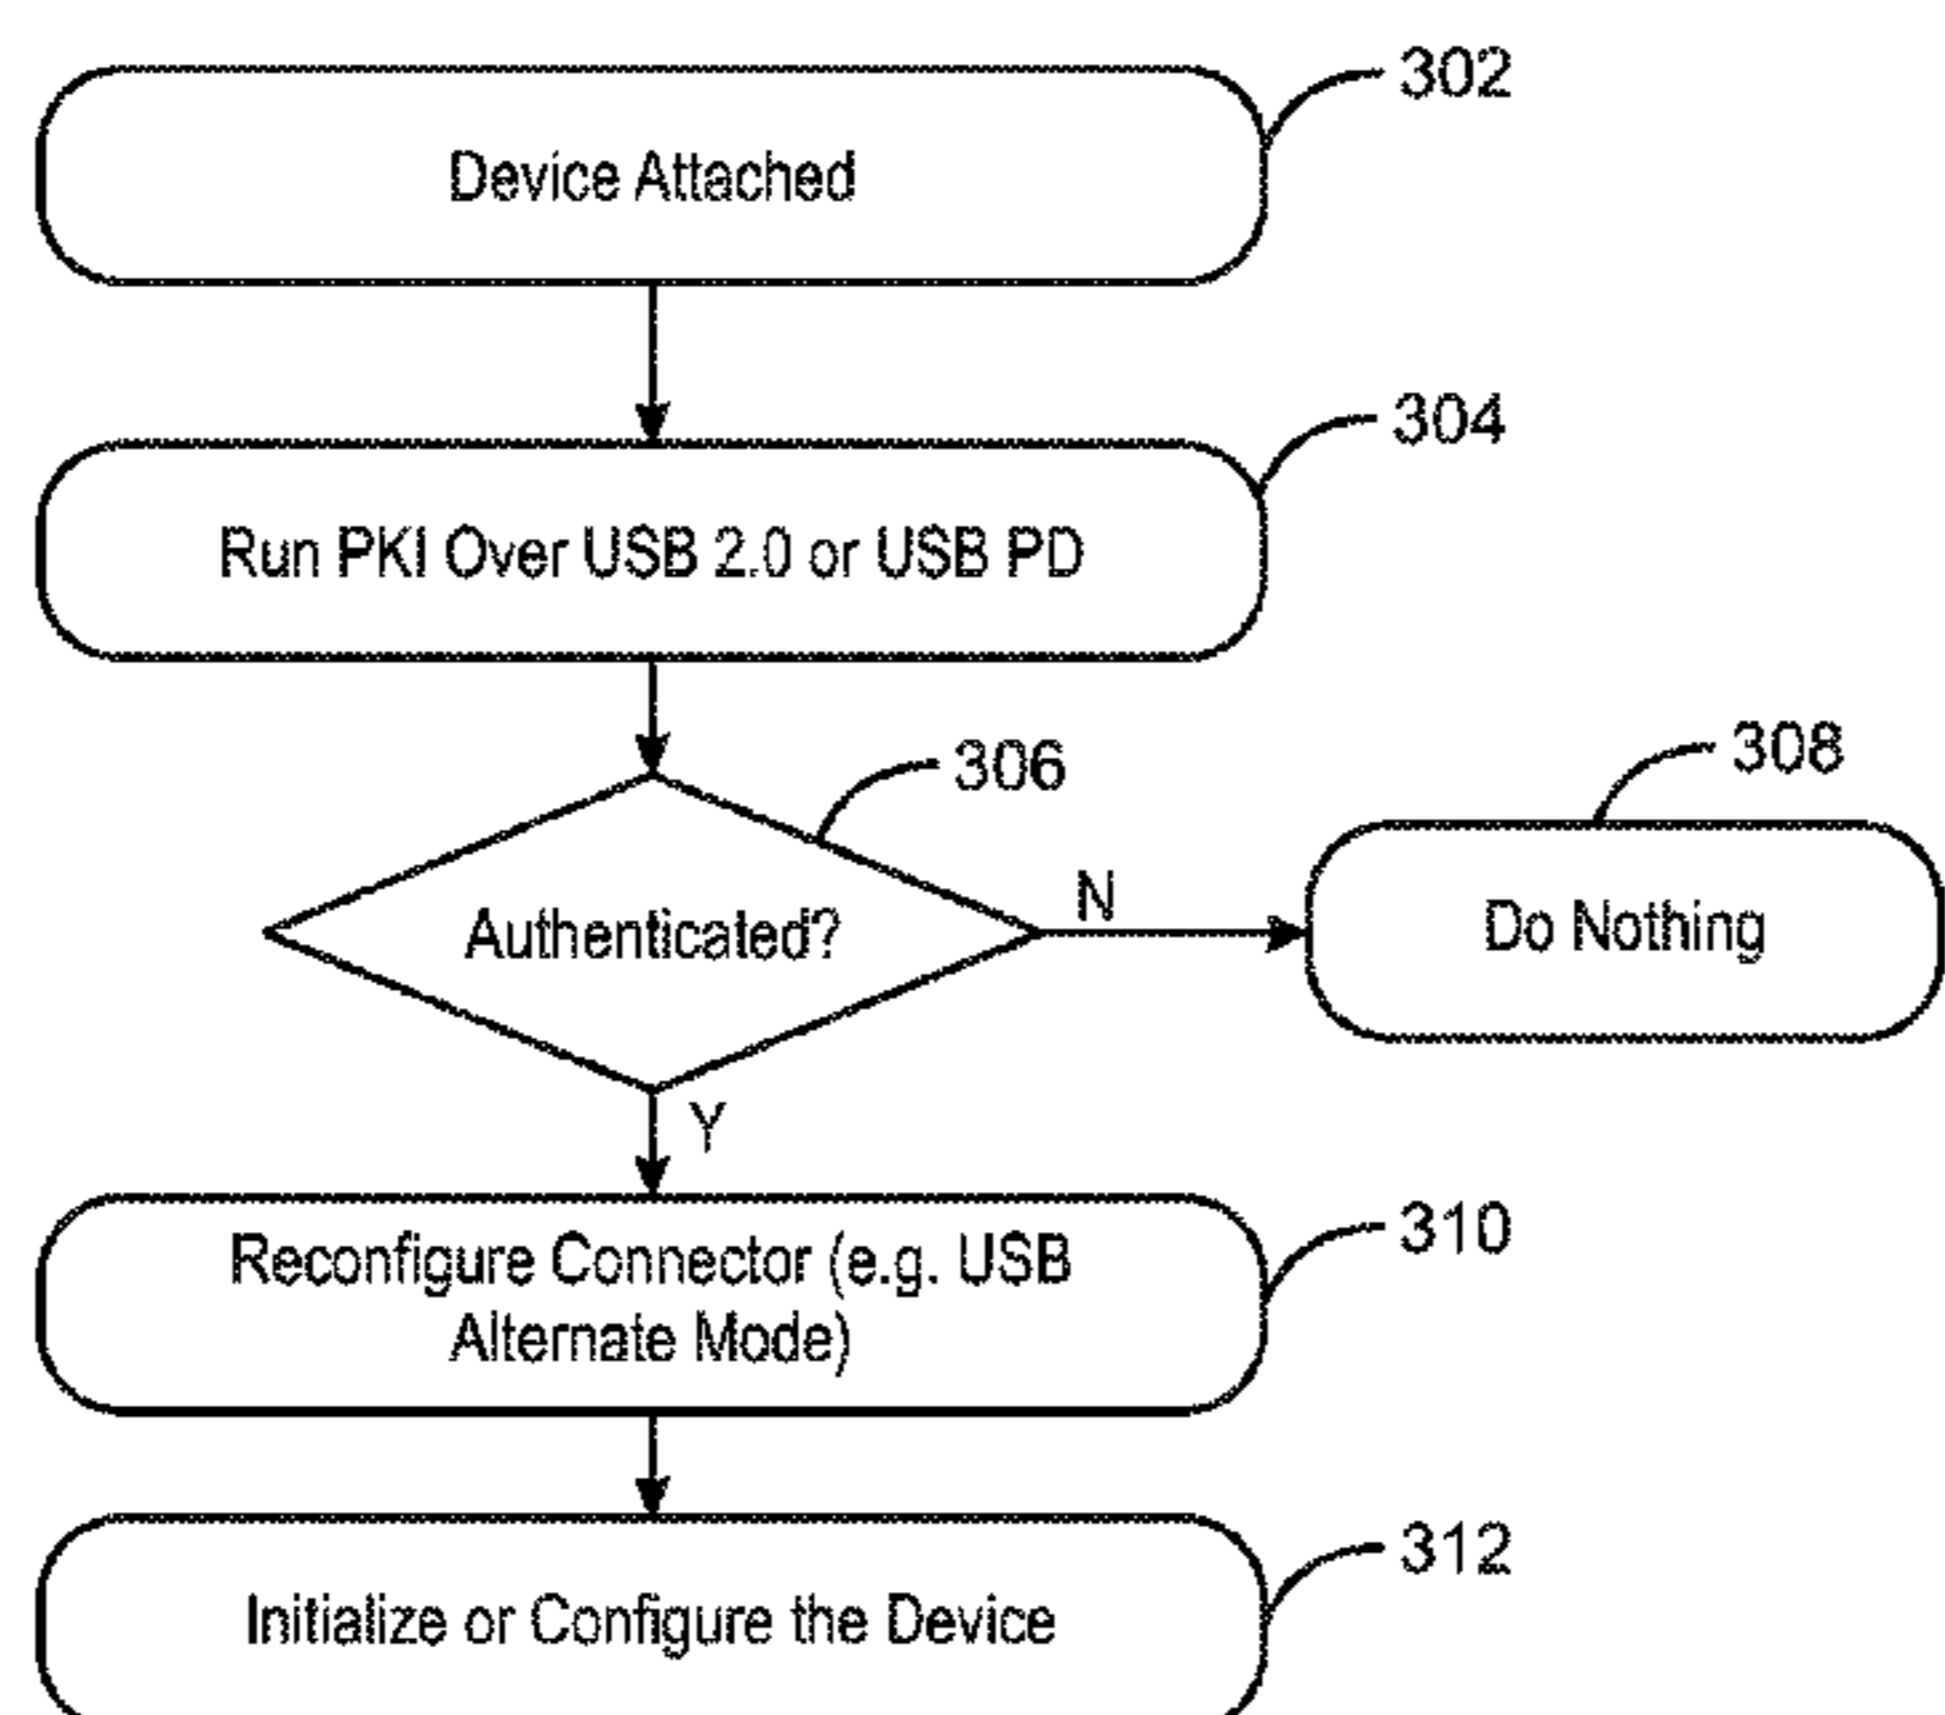 302
Device Attached
304
Run PKI Over USB 2.0 or USB PD
306
308
Authenticated?
N
Do Nothing
Y
310
Reconfigure Connector (e.g. USB
Alternate Mode)
312
Initialize or Configure the Device